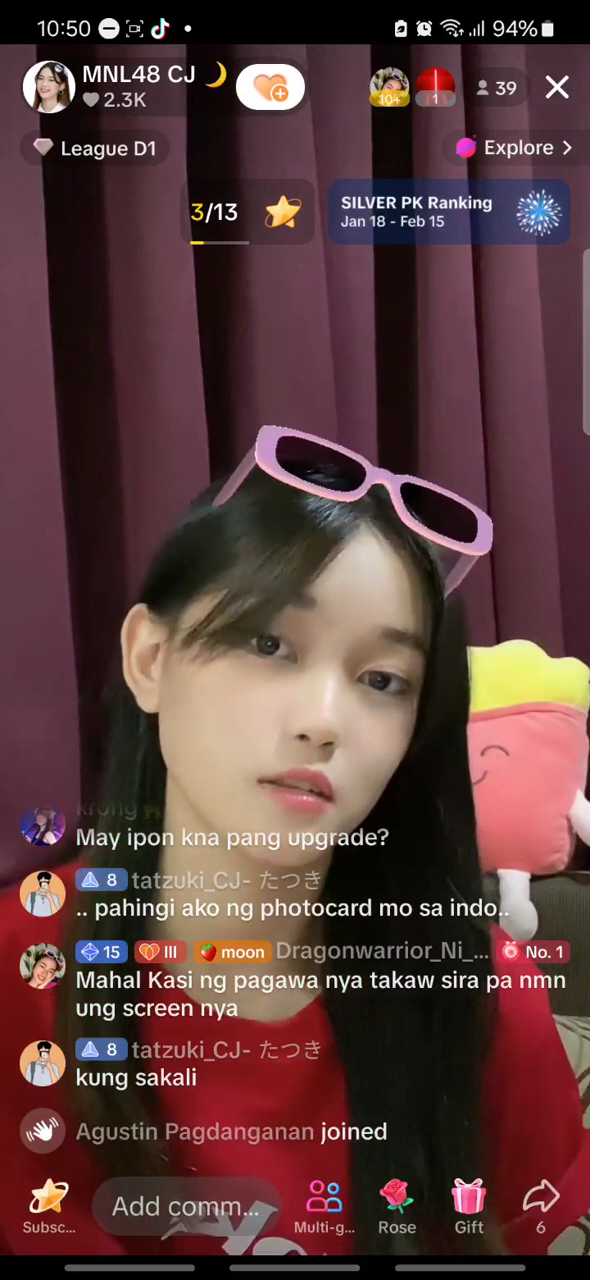 10:50
94%
MNL48 CJ 🌙
2.3K
10+
1
39
League D1
Explore
3/13
SILVER PK Ranking
Jan 18 - Feb 15
krong
May ipon kna pang upgrade?
8 tatzuki_CJ- たつき
.. pahingi ako ng photocard mo sa indo..
15 III moon Dragonwarrior_Ni_... No. 1
Mahal Kasi ng pagawa nya takaw sira pa nmn
ung screen nya
8 tatzuki_CJ- たつき
kung sakali
Agustin Pagdanganan joined
Add comm...
Subsc...
Multi-g...
Rose
Gift
6